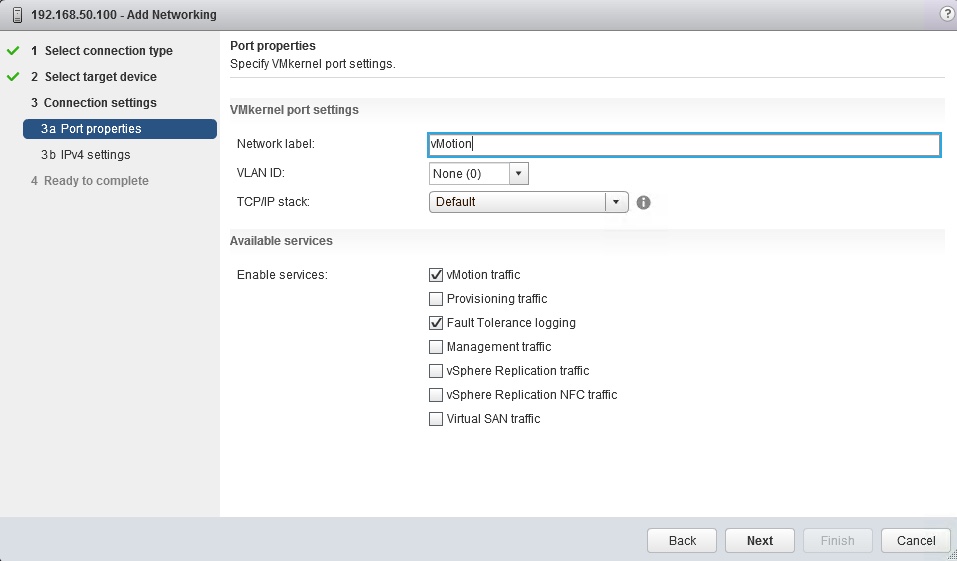 192.168.50.100 - Add Networking
?
1 Select connection type
2 Select target device
3 Connection settings
3a Port properties
3b IPv4 settings
4 Ready to complete
Port properties
Specify VMkernel port settings.
VMkernel port settings
Network label: vMotion
VLAN ID: None (0)
TCP/IP stack: Default
Available services
Enable services: vMotion traffic
Provisioning traffic
Fault Tolerance logging
Management traffic
vSphere Replication traffic
vSphere Replication NFC traffic
Virtual SAN traffic
Back Next Finish Cancel